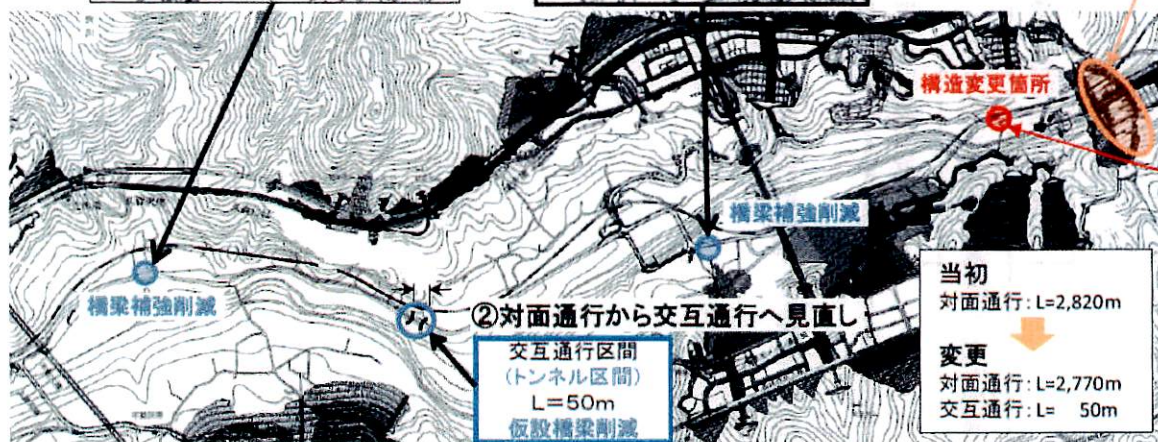 構造変更箇所
橋梁補強削減
橋梁補強削減
②対面通行から交互通行へ見直し
交互通行区間
(トンネル区間)
L=50m
仮設橋梁削減
当初
対面通行:L=2,820m
変更
対面通行:L=2,770m
交互通行:L=　50m